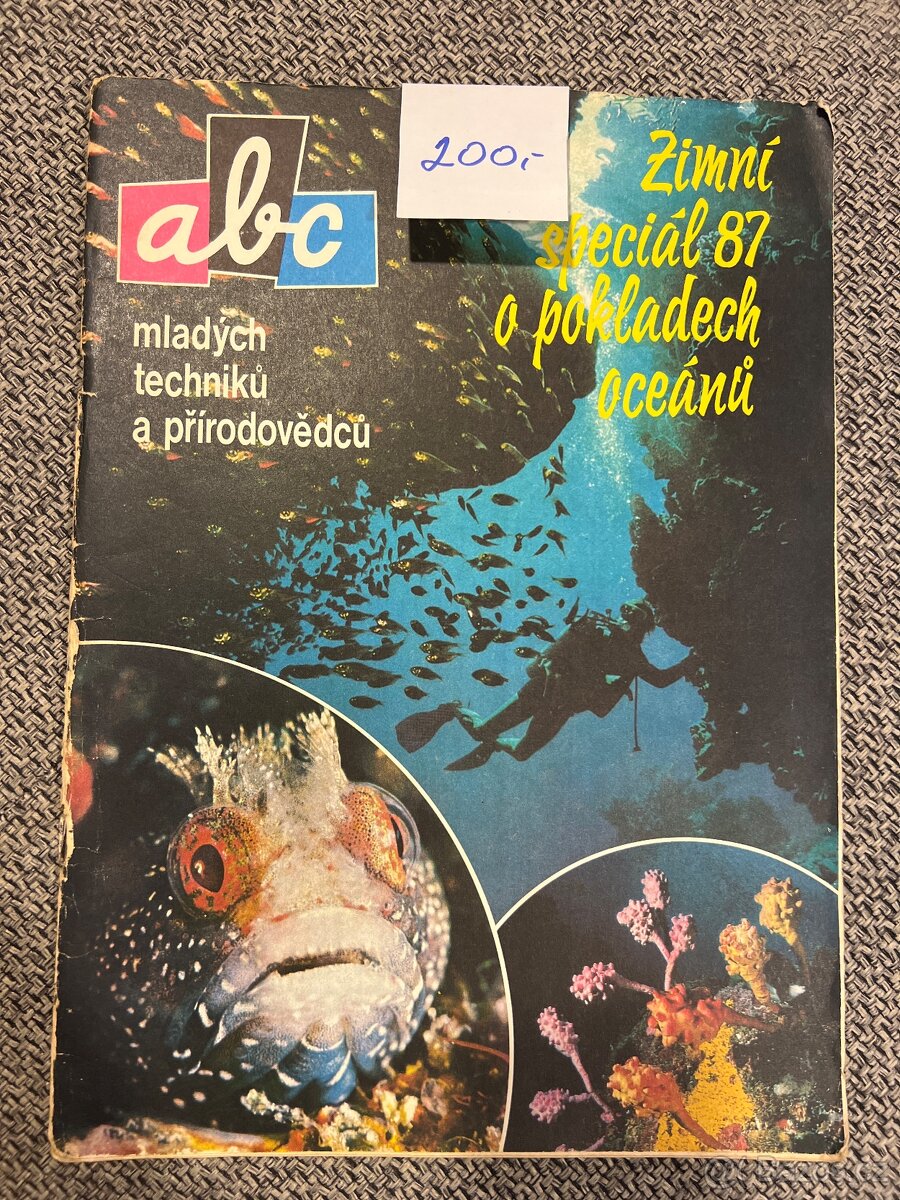 200,-
abc
mladých
techniků
a přírodovědců
Zimní
speciál 87
o pokladech
oceánů